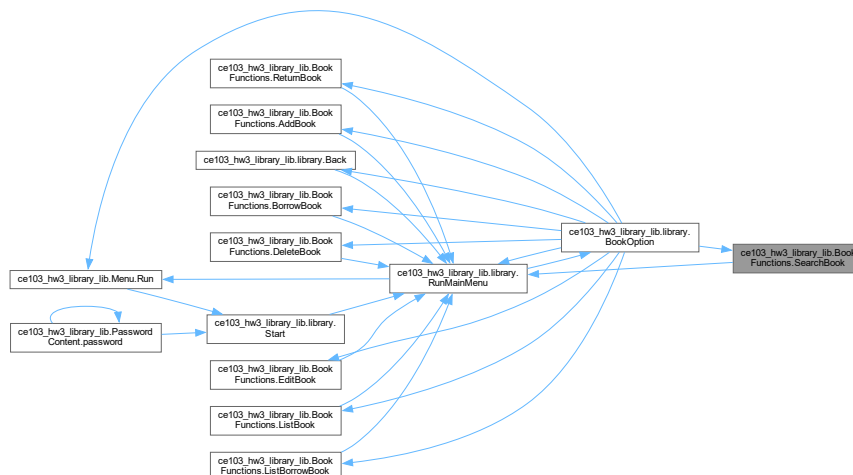 ce103_hw3_library_lib.Book
Functions.ReturnBook
ce103_hw3_library_lib.Book
Functions.AddBook
ce103_hw3_library_lib.library.Back
ce103_hw3_library_lib.Book
Functions.BorrowBook
ce103_hw3_library_lib.library.
BookOption
ce103_hw3_library_lib.Book
Functions.DeleteBook
ce103_hw3_library_lib.Book
Functions.SearchBook
ce103_hw3_library_lib.Menu.Run
ce103_hw3_library_lib.library.
RunMainMenu
ce103_hw3_library_lib.Password
Content.password
ce103_hw3_library_lib.library.
Start
ce103_hw3_library_lib.Book
Functions.EditBook
ce103_hw3_library_lib.Book
Functions.ListBook
ce103_hw3_library_lib.Book
Functions.ListBorrowBook